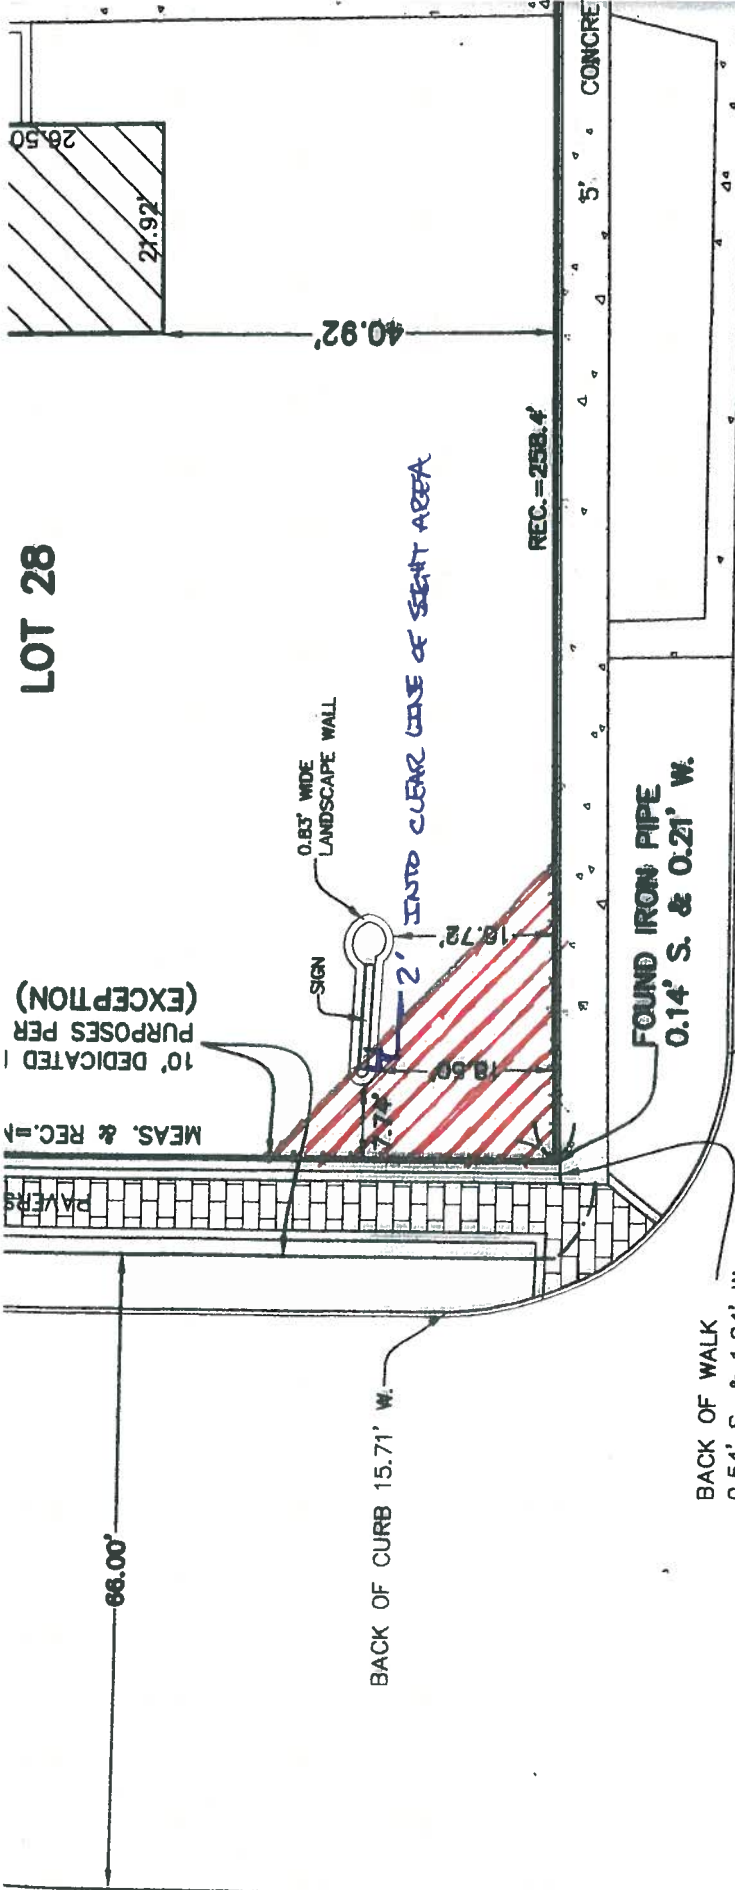 CONCRE
5'
26.50
21.92'
40.92'
REC.=258.4'
LOT 28
INTO CLEAR LINE OF SIGHT AREA
2'
0.83' WIDE
LANDSCAPE WALL
SIGN
16.72'
18.50
7.74'
10' DEDICATED
PURPOSES PER
(EXCEPTION)
MEAS. & REC.=
PAVERS
FOUND IRON PIPE
0.14' S. & 0.21' W.
66.00'
BACK OF CURB 15.71' W.
BACK OF WALK